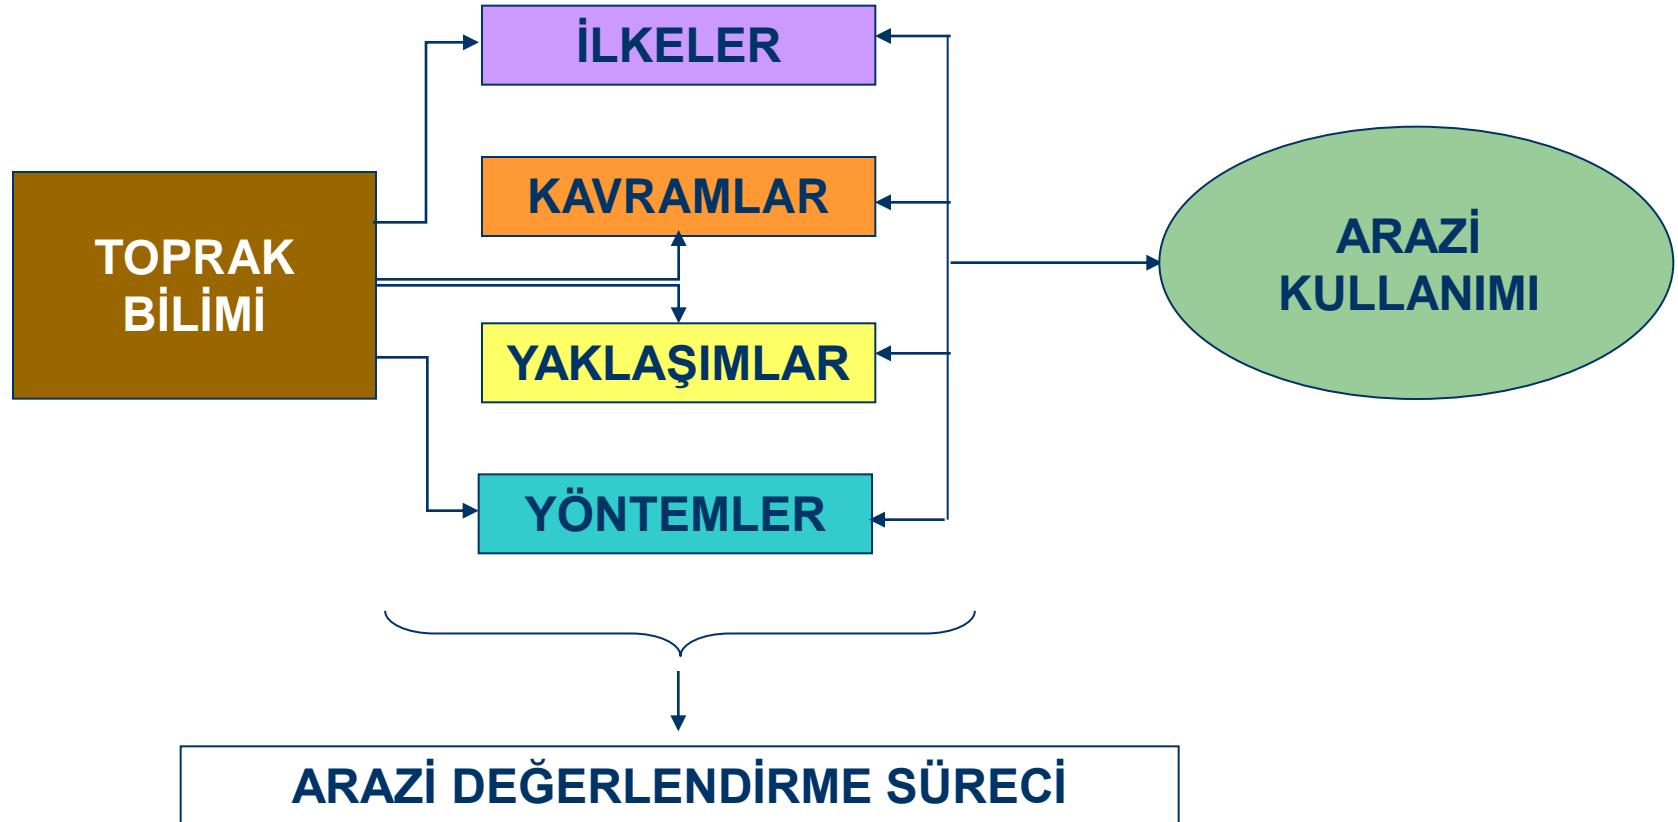 İLKELER
KAVRAMLAR
TOPRAK
BİLİMİ
YAKLAŞIMLAR
YÖNTEMLER
ARAZİ
KULLANIMI
ARAZİ DEĞERLENDİRME SÜRECİ